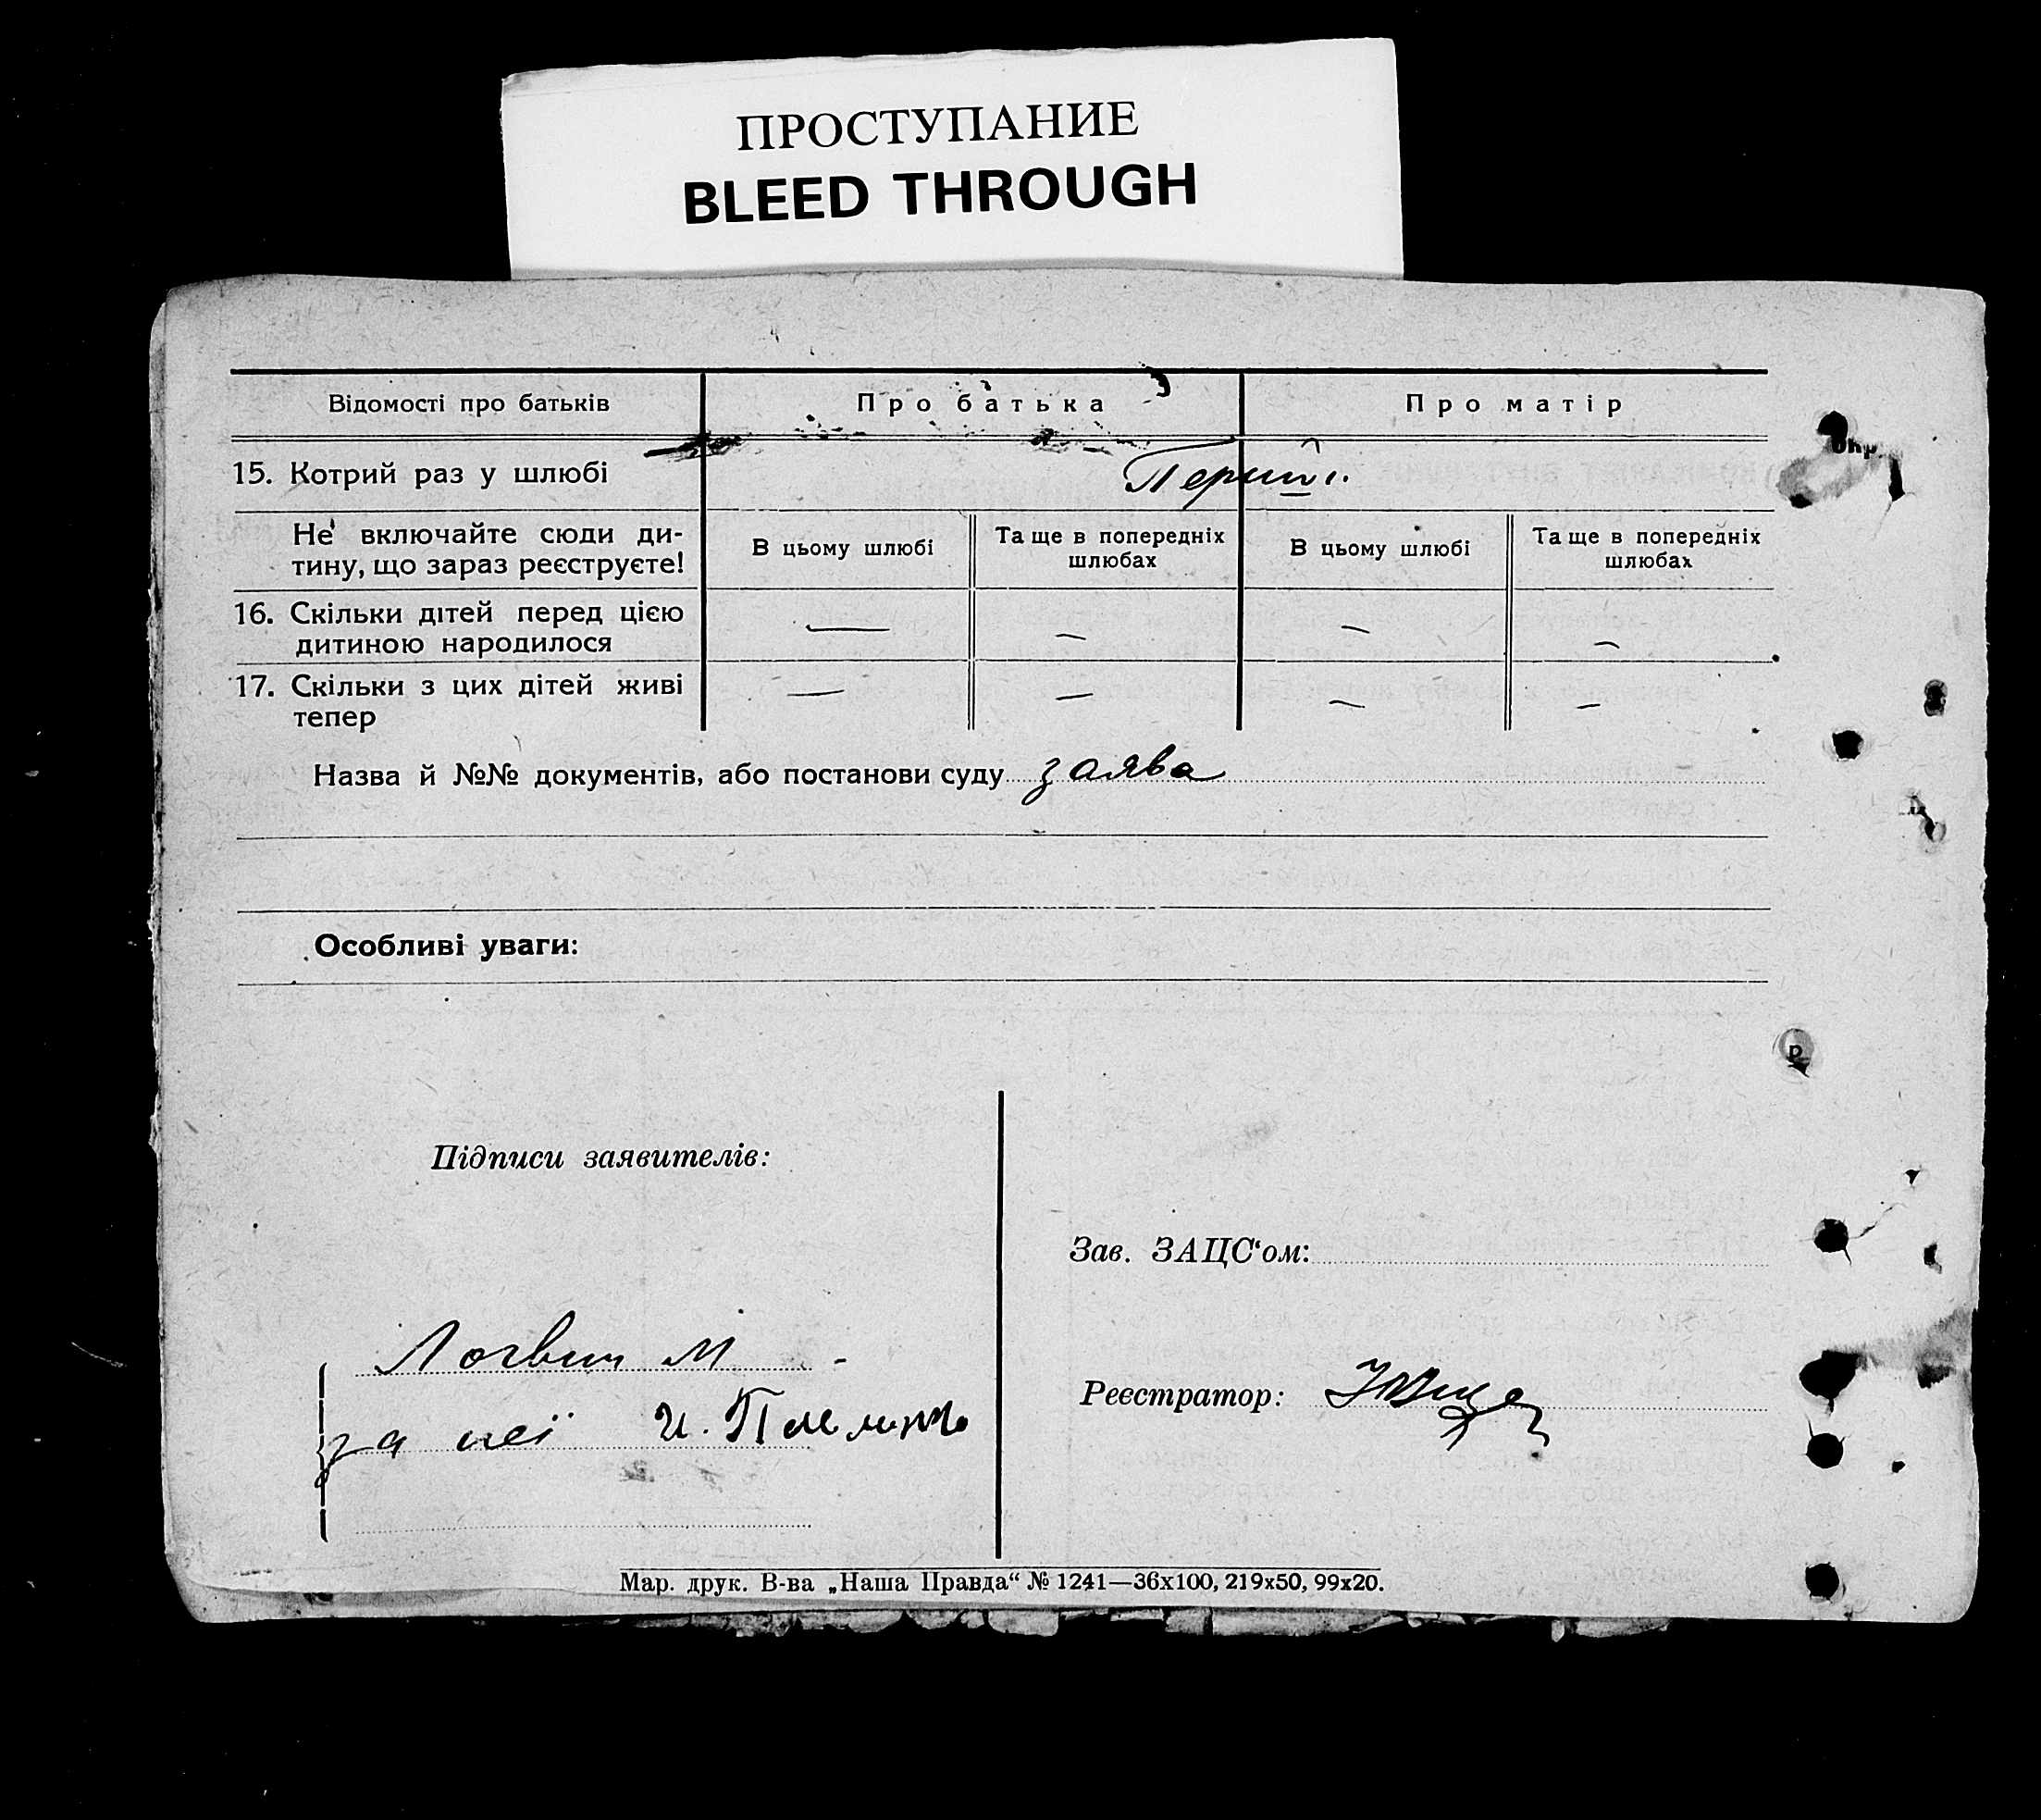 ПРОСТУПАНИЕ
BLEED THROUGH
Відомості про батьків Про батька Про матір
15. Котрий раз у шлюбі Перший
Не включайте сюди ди-
тину, що зараз реєструєте!
В цьому шлюбі
Та ще в попередніх
шлюбах
В цьому шлюбі
Та ще в попередніх
шлюбах
16. Скільки дітей перед цією
дитиною народилося
— — — —
17. Скільки з цих дітей живі
тепер
— — — —
Назва й №№ документів, або постанови суду заява
Особливі уваги:
Підписи заявителів:
Зав. ЗАЦС‘ом:
Логвин М
Реєстратор:
за неї
Мар. друк. В-ва „Наша Правда“ № 1241—36х100, 219х50, 99х20.